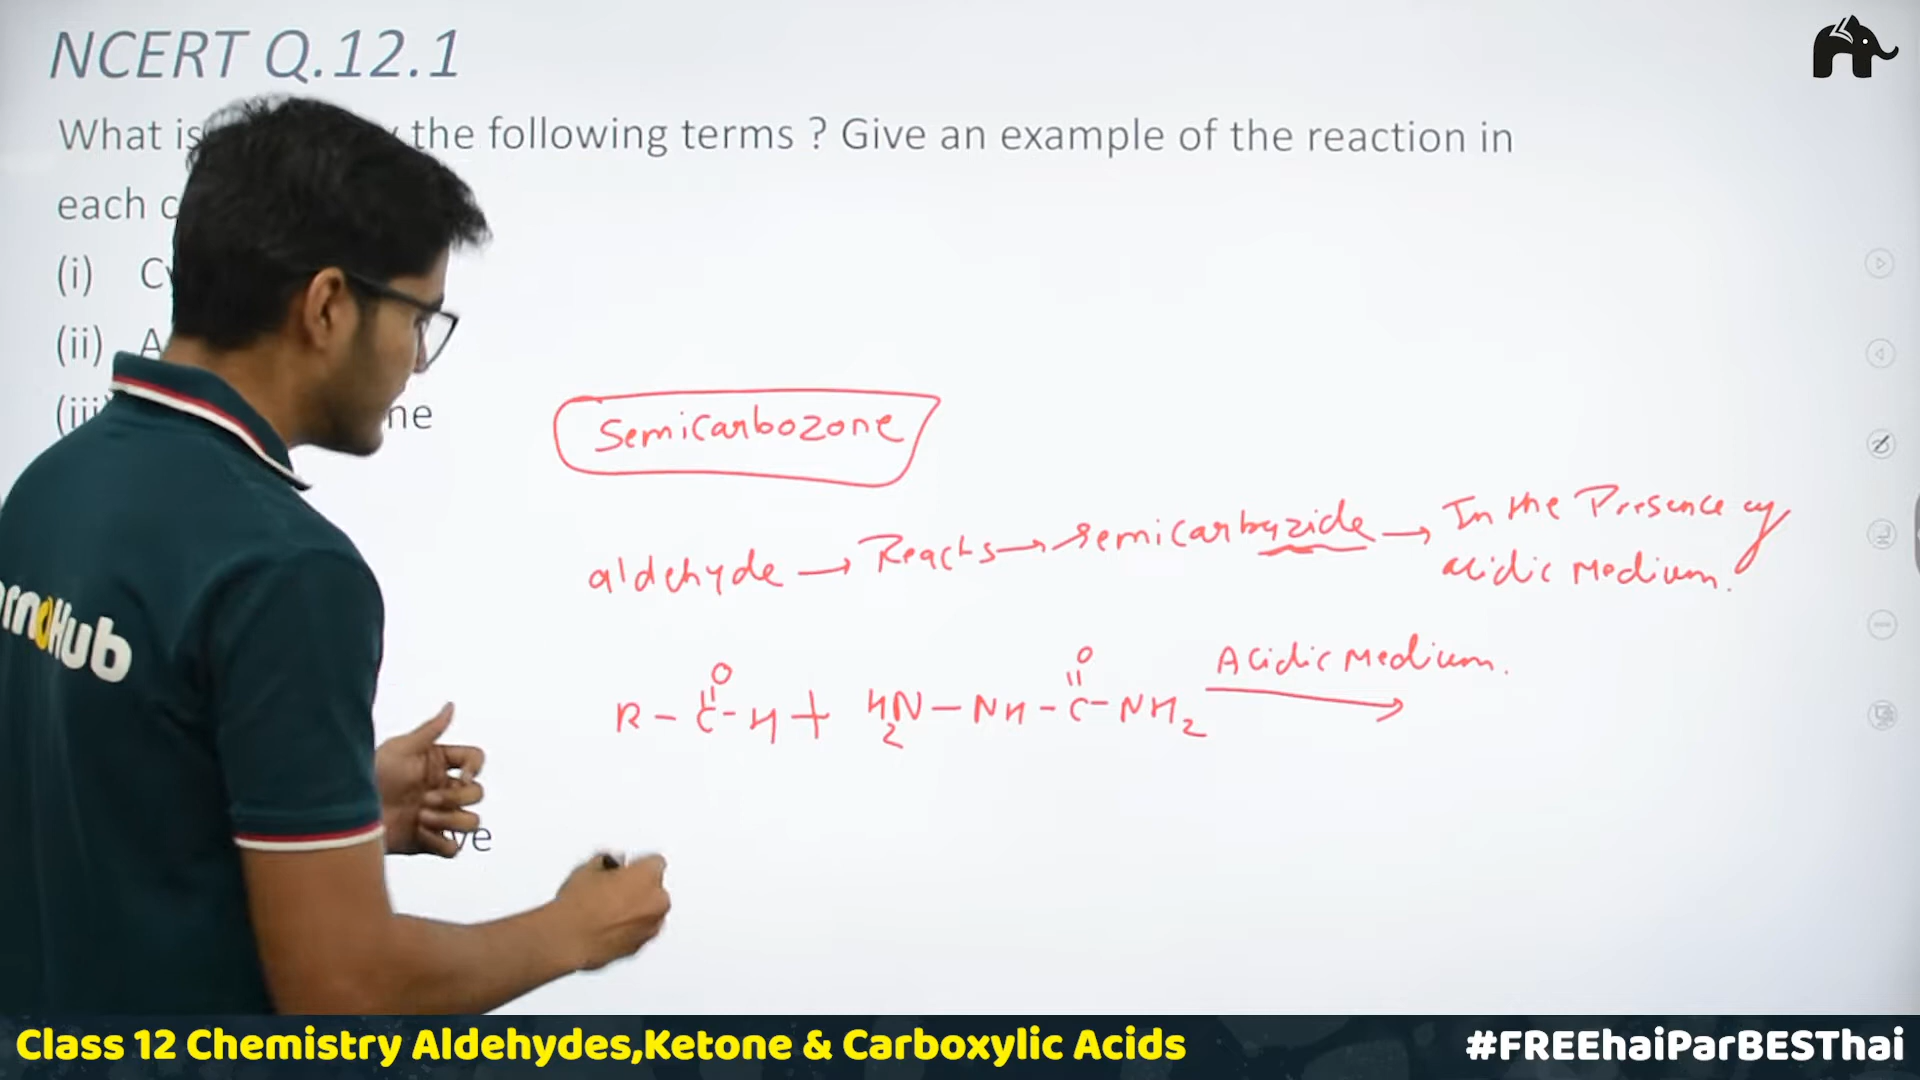 NCERT Q.12.1
What is the following terms ? Give an example of the reaction in
each
(i)
(ii) A
(iii) ne
Semicarbozone
aldehyde → Reacts → semicarbazide → In the Presence of
acidic Medium.
O O Acidic Medium.
R - C - H + H2N - NH - C - NH2 →
ve
rnoHub
Class 12 Chemistry Aldehydes,Ketone & Carboxylic Acids
#FREEhaiParBESThai